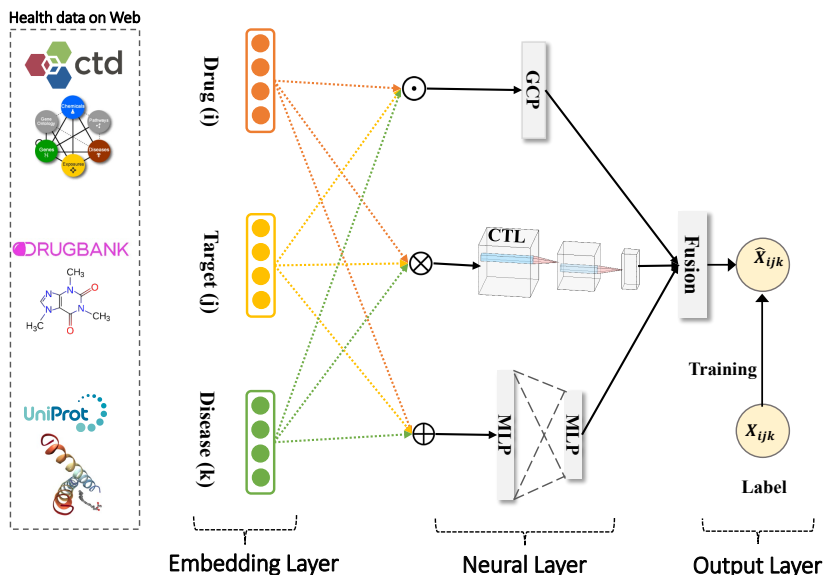 Health data on Web
ctd
Chemicals
Gene
Ontology
Pathways
Genes
Diseases
Exposures
DRUGBANK
CH₃
O
H₃C
N
N
N
N
CH₃
O
UniProt
Drug (i)
Target (j)
Disease (k)
GCP
CTL
MLP
MLP
Fusion
X̂ijk
Training
Xijk
Label
Embedding Layer
Neural Layer
Output Layer